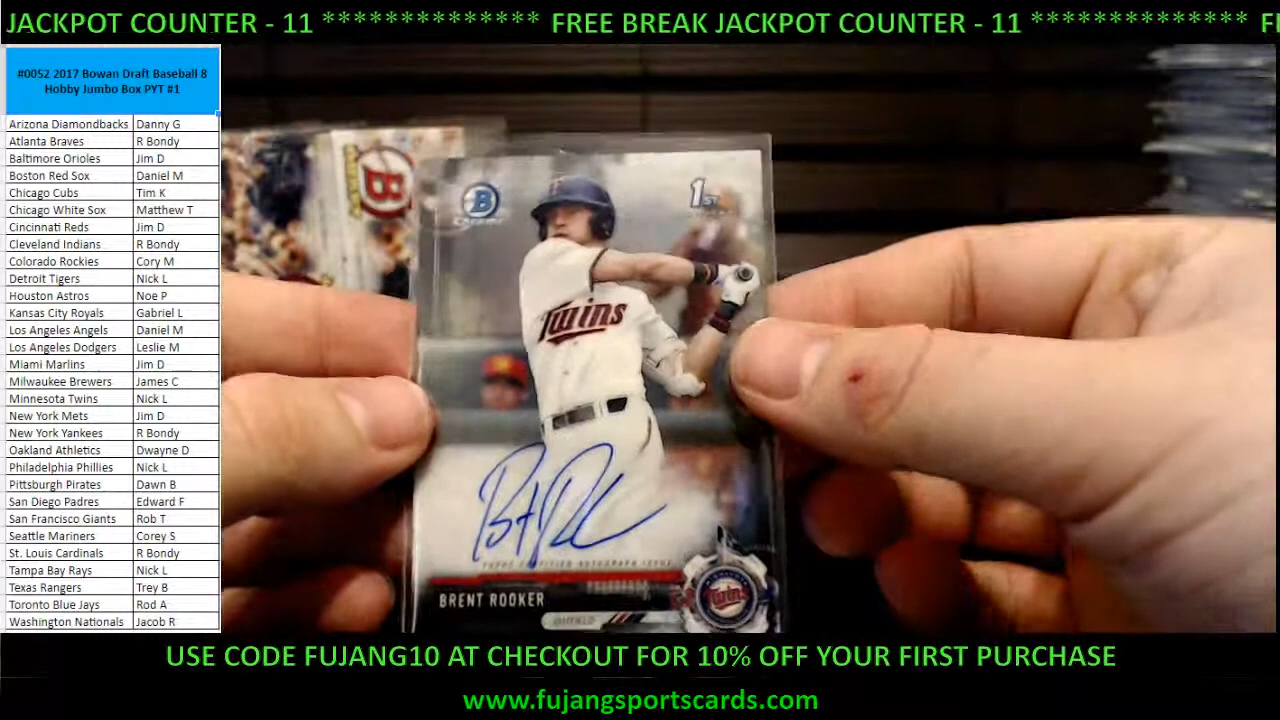 JACKPOT COUNTER - 11 ************** FREE BREAK JACKPOT COUNTER - 11 ************** F
#0052 2017 Bowan Draft Baseball 8
Hobby Jumbo Box PYT #1
Arizona Diamondbacks Danny G
Atlanta Braves R Bondy
Baltimore Orioles Jim D
Boston Red Sox Daniel M
Chicago Cubs Tim K
Chicago White Sox Matthew T
Cincinnati Reds Jim D
Cleveland Indians R Bondy
Colorado Rockies Cory M
Detroit Tigers Nick L
Houston Astros Noe P
Kansas City Royals Gabriel L
Los Angeles Angels Daniel M
Los Angeles Dodgers Leslie M
Miami Marlins Jim D
Milwaukee Brewers James C
Minnesota Twins Nick L
New York Mets Jim D
New York Yankees R Bondy
Oakland Athletics Dwayne D
Philadelphia Phillies Nick L
Pittsburgh Pirates Dawn B
San Diego Padres Edward F
San Francisco Giants Rob T
Seattle Mariners Corey S
St. Louis Cardinals R Bondy
Tampa Bay Rays Nick L
Texas Rangers Trey B
Toronto Blue Jays Rod A
Washington Nationals Jacob R
B
B
1ST
Twins
TOPPS CERTIFIED AUTOGRAPH ISSUE
BRENT ROOKER
OUTFIELD
Twins
USE CODE FUJANG10 AT CHECKOUT FOR 10% OFF YOUR FIRST PURCHASE
www.fujangsportscards.com